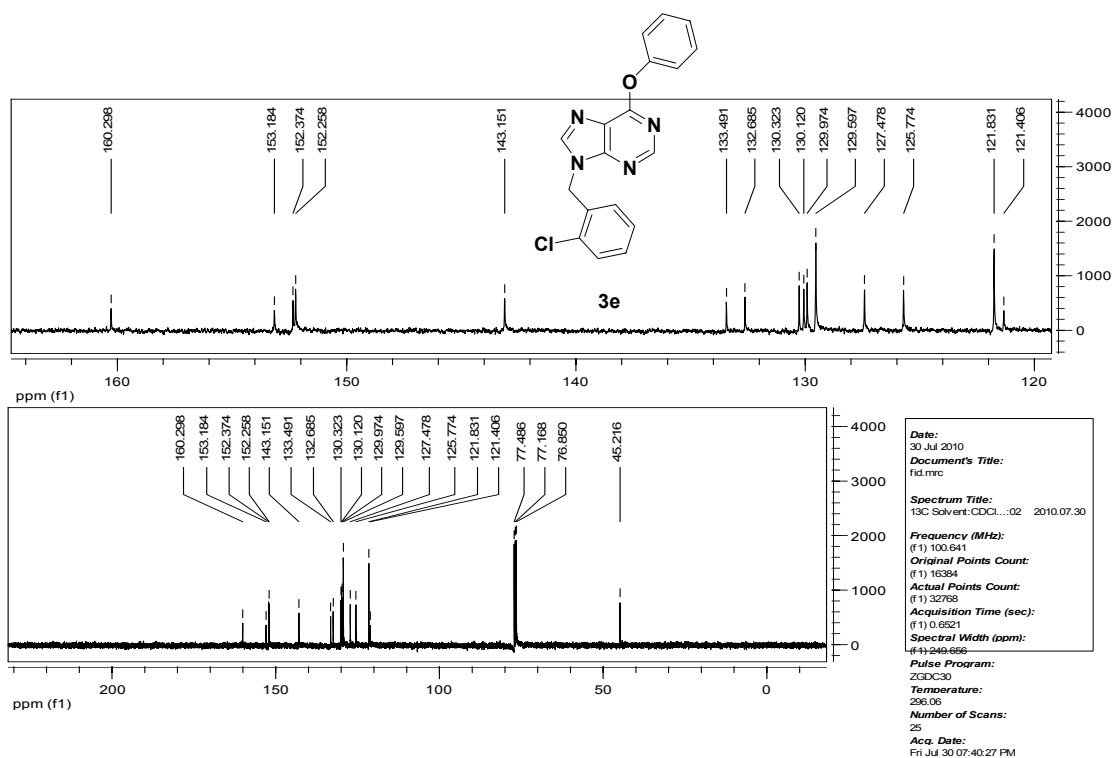 160.298
153.184
152.374
152.258
143.151
133.491
132.685
130.323
130.120
129.974
129.597
127.478
125.774
121.831
121.406
O
N
N
N
N
Cl
3e
4000
3000
2000
1000
0
160
150
140
130
120
ppm (f1)
160.298
153.184
152.374
152.258
143.151
133.491
132.685
130.323
130.120
129.974
129.597
127.478
125.774
121.831
121.406
77.486
77.168
76.850
45.216
4000
3000
2000
1000
0
200
150
100
50
0
ppm (f1)
Date:
30 Jul 2010
Document's Title:
fid.mrc
Spectrum Title:
13C Solvent:CDCl...:02 2010.07.30
Frequency (MHz):
(f1) 100.641
Original Points Count:
(f1) 16384
Actual Points Count:
(f1) 32768
Acquisition Time (sec):
(f1) 0.6521
Spectral Width (ppm):
(f1) 249.656
Pulse Program:
ZGDC30
Temperature:
296.06
Number of Scans:
25
Acq. Date:
Fri Jul 30 07:40:27 PM